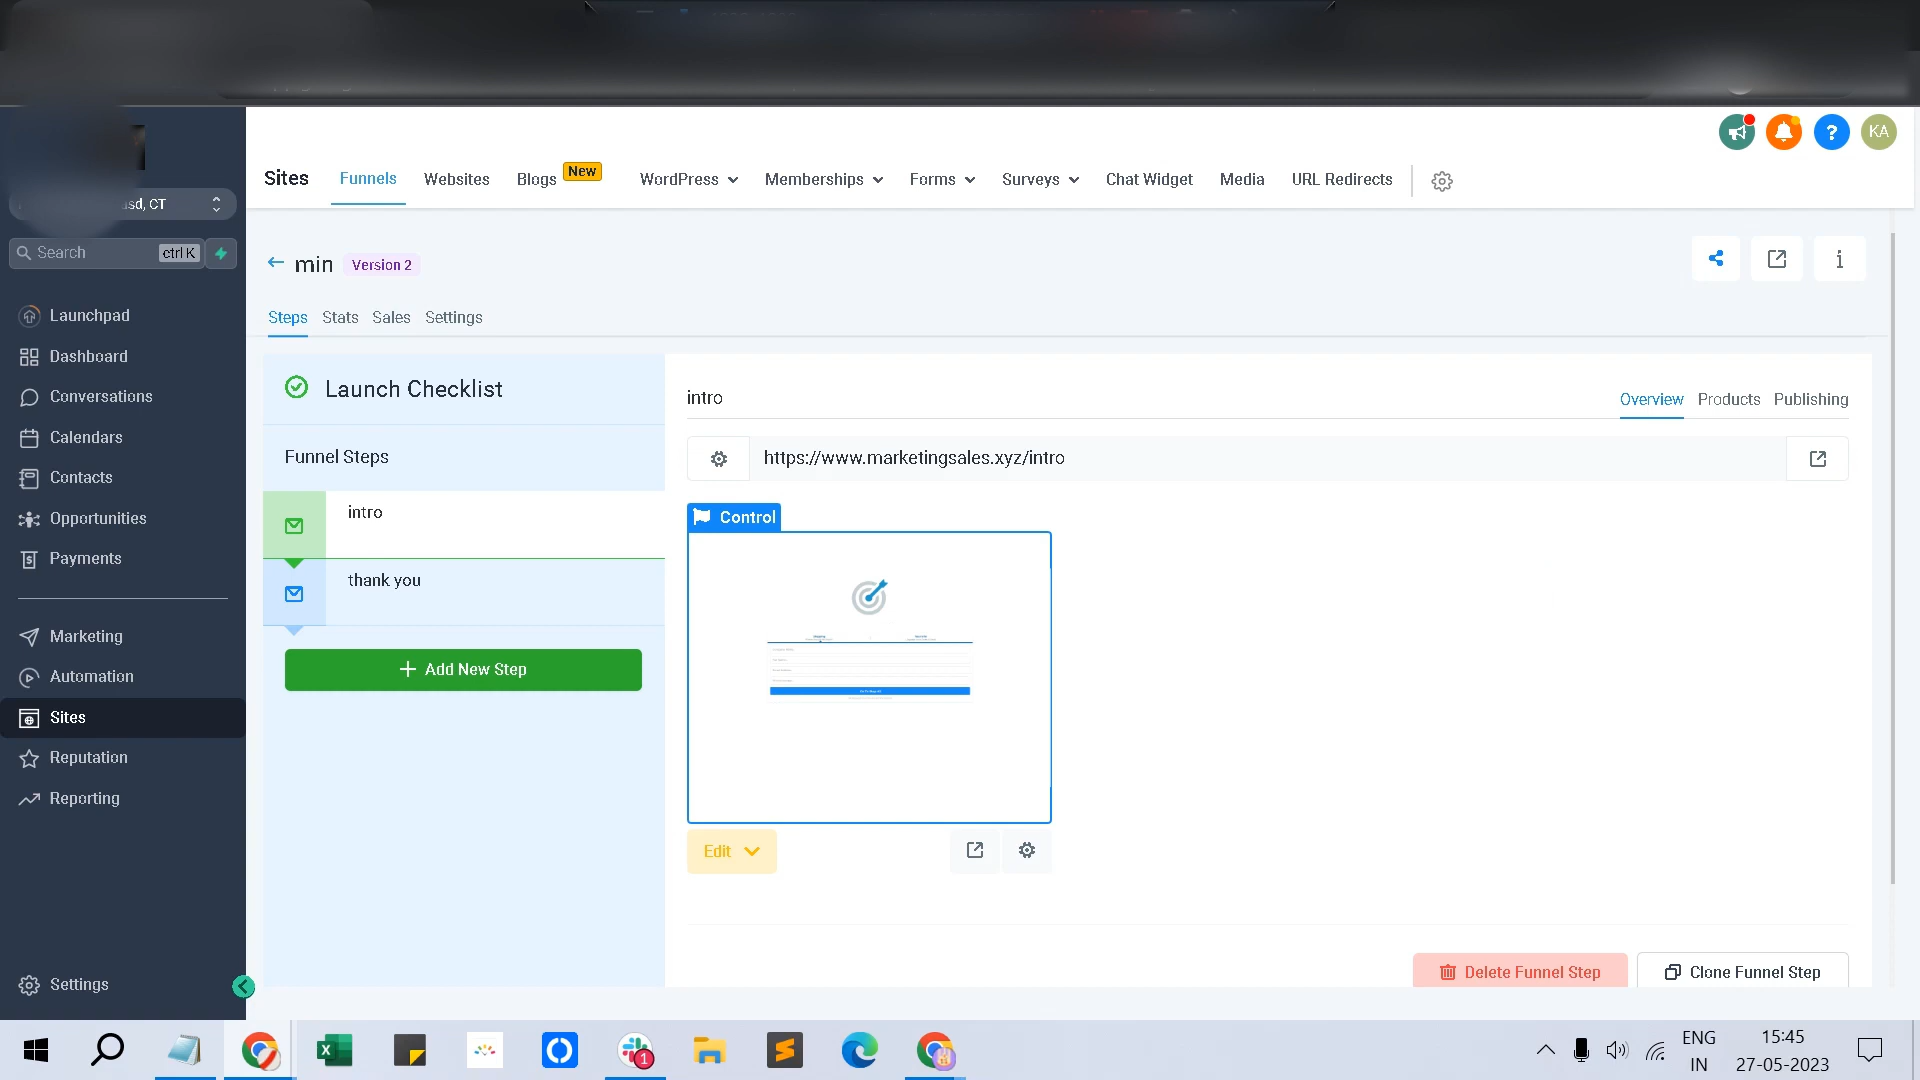 KA
Sites
Funnels
Websites
Blogs
New
WordPress
Memberships
Forms
Surveys
Chat Widget
Media
URL Redirects
CT
Search
ctrl K
min
Version 2
Launchpad
Steps
Stats
Sales
Settings
Dashboard
Launch Checklist
intro
Overview
Products
Publishing
Conversations
Calendars
Funnel Steps
https://www.marketingsales.xyz/intro
Contacts
Opportunities
intro
Control
Payments
thank you
Marketing
Automation
+ Add New Step
Sites
Reputation
Reporting
Edit
Delete Funnel Step
Clone Funnel Step
Settings
1
ENG
IN
15:45
27-05-2023